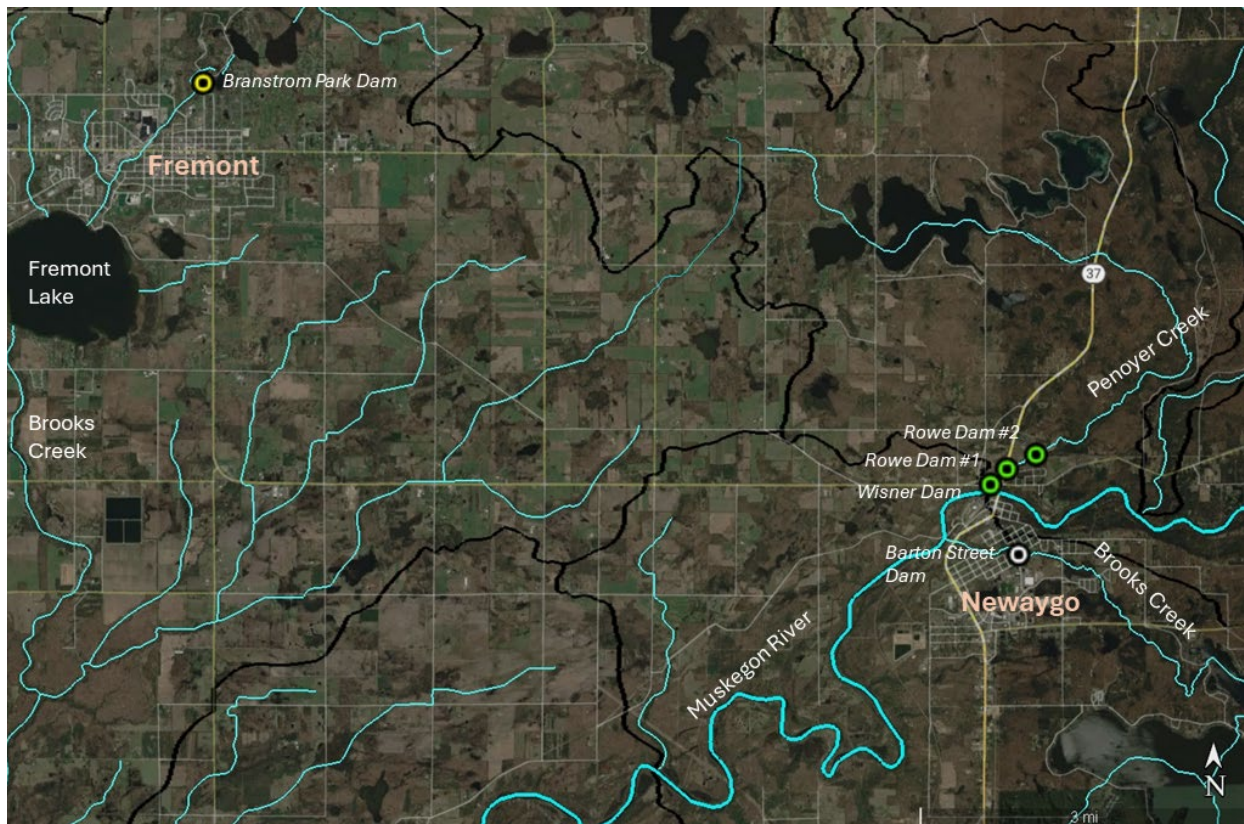 Branstrom Park Dam
Fremont
Fremont
Lake
37
Penoyer Creek
Brooks
Creek
Rowe Dam #2
Rowe Dam #1
Wisner Dam
Barton Street
Dam
Brooks Creek
Newaygo
Muskegon River
N
3 mi